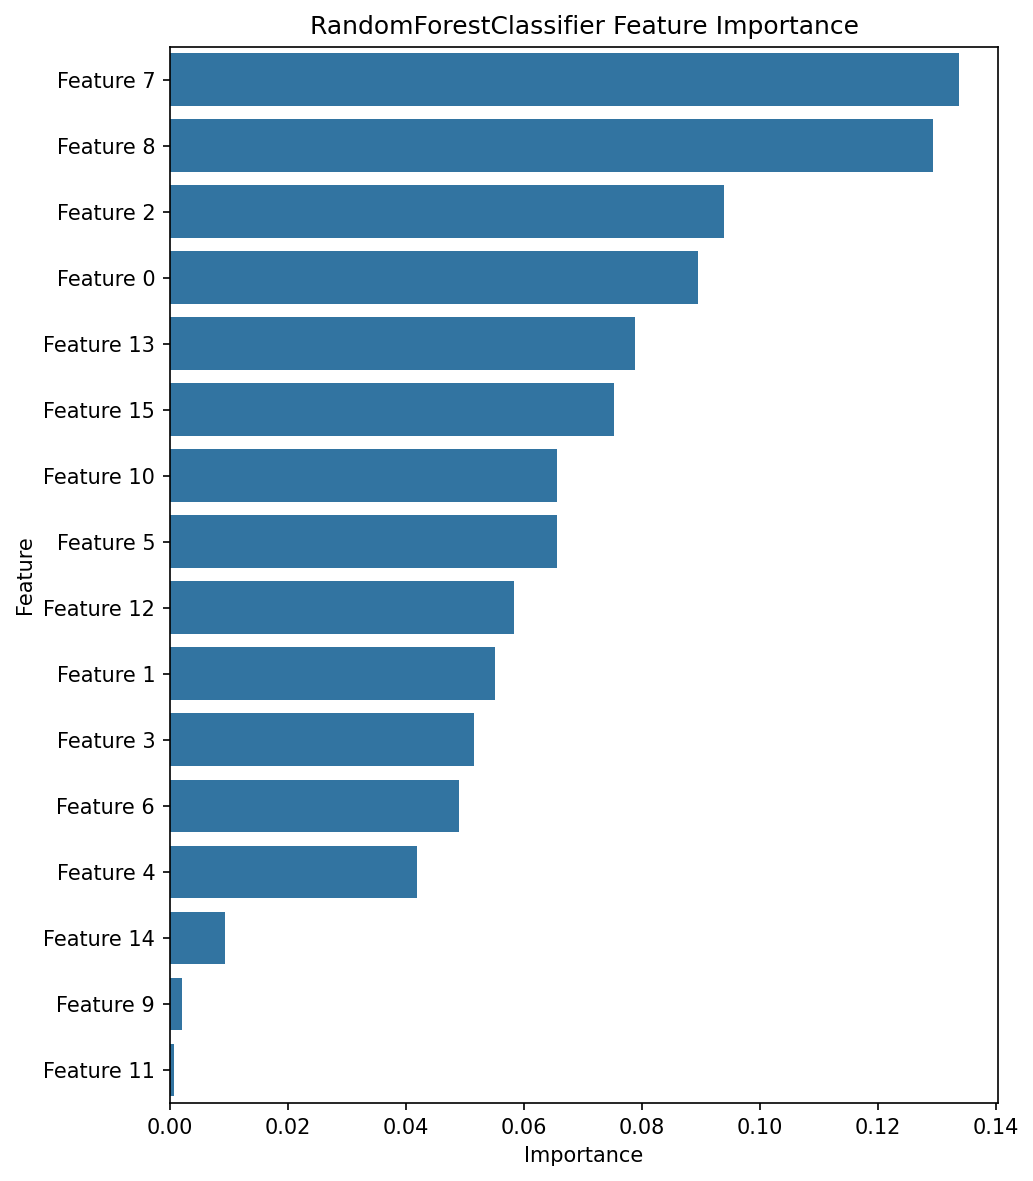 RandomForestClassifier Feature Importance
Feature 7
Feature 8
Feature 2
Feature 0
Feature 13
Feature 15
Feature 10
Feature 5
Feature 12
Feature 1
Feature 3
Feature 6
Feature 4
Feature 14
Feature 9
Feature 11
Feature
0.00 0.02 0.04 0.06 0.08 0.10 0.12 0.14
Importance